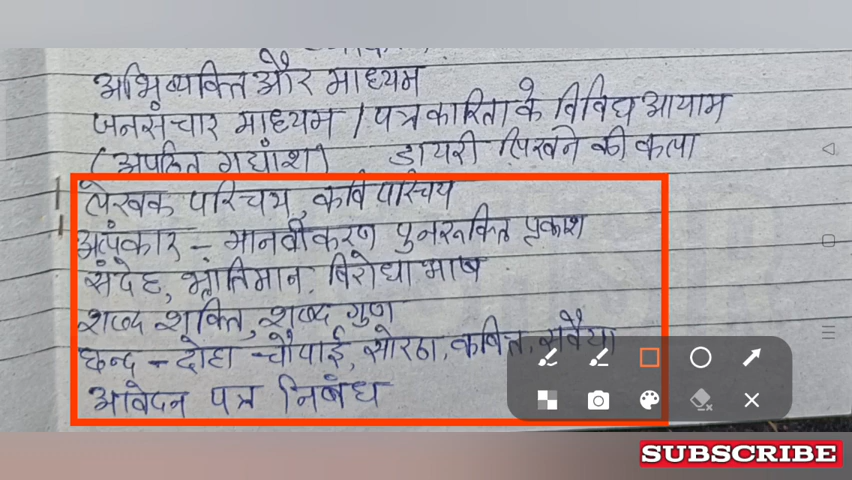 अभिव्यक्ति और माध्यम
जनसंचार माध्यम / पत्रकारिता के विविध आयाम
(अपठित गद्यांश) डायरी लिखने की कला
लेखक परिचय, कवि परिचय
अलंकार - मानवीकरण पुनरूक्ति प्रकाश
संदेह, भ्रांतिमान, विरोधाभाष
शब्द शक्ति, शब्द गुण
छन्द - दोहा - चौपाई, सोरठा, कवित्त, सवैया
आवेदन पत्र निबंध
SUBSCRIBE